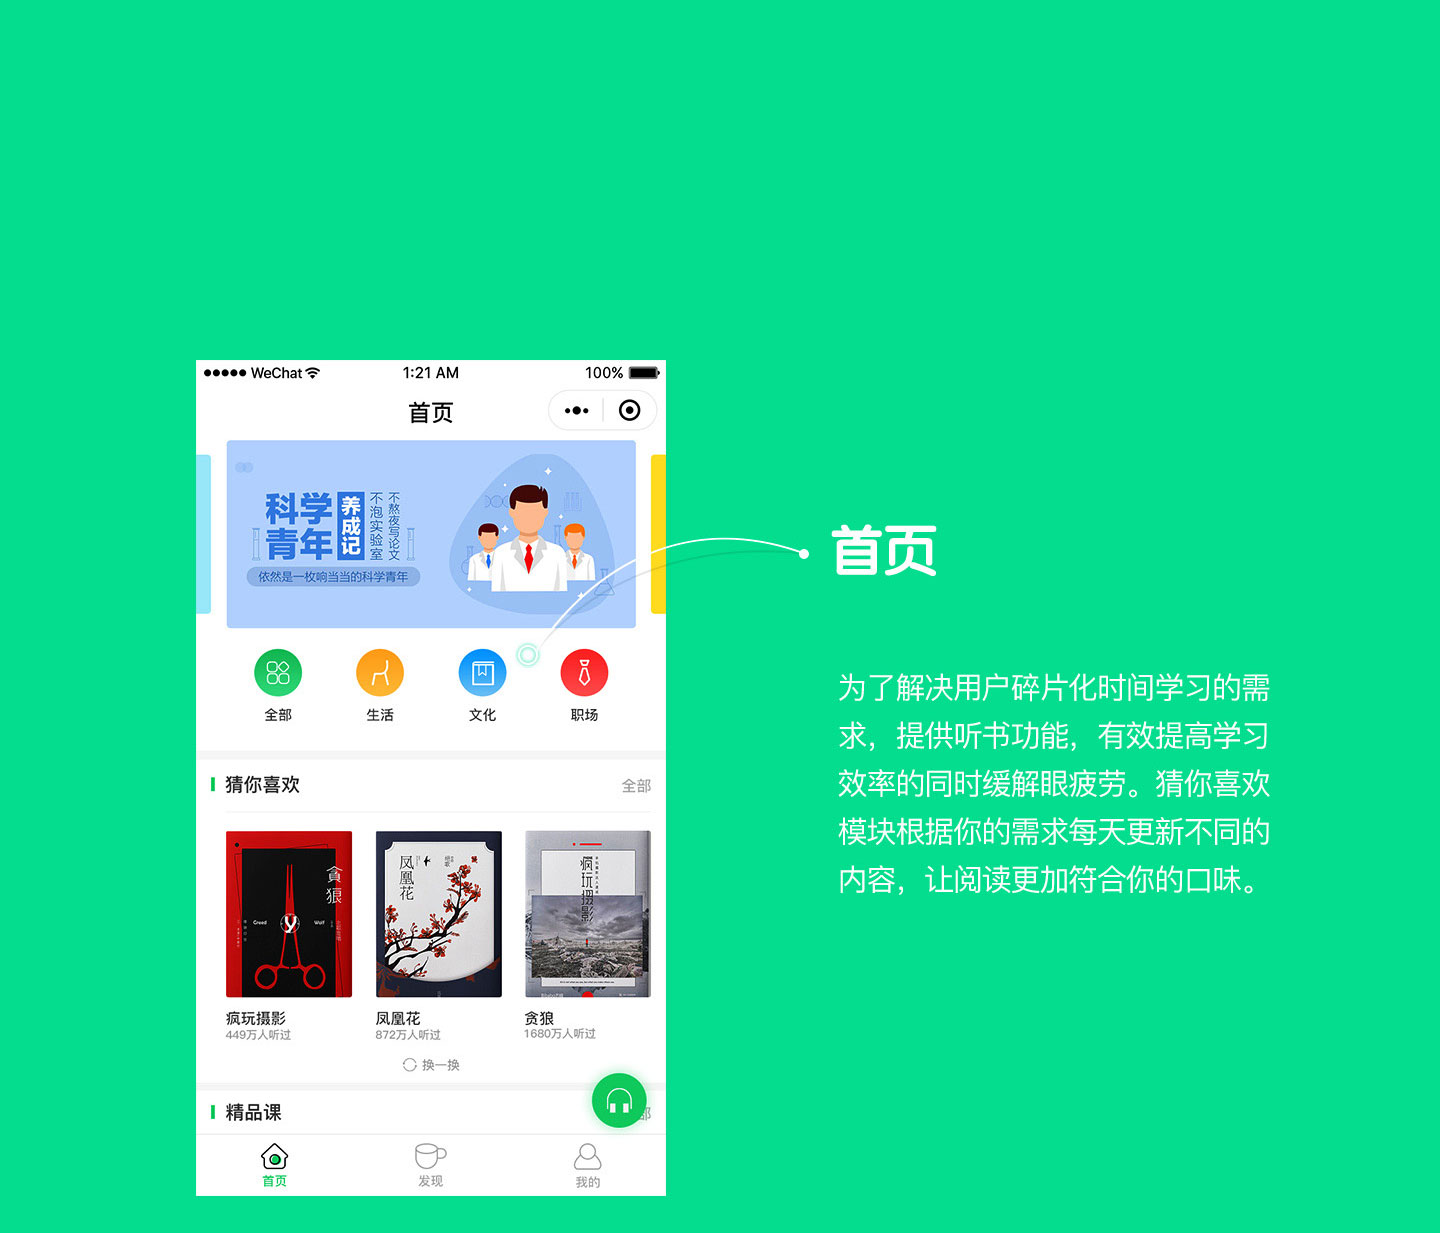 WeChat 1:21 AM 100%
首页
科学
青年
养成记
不泡实验室
不熬夜写论文
依然是一枚响当当的科学青年
全部 生活 文化 职场
猜你喜欢 全部
貪狼
Greed y Wolf
凤凰花
疯玩摄影
疯玩摄影 凤凰花 贪狼
449万人听过 872万人听过 1680万人听过
换一换
精品课 部
首页 发现 我的
首页
为了解决用户碎片化时间学习的需
求，提供听书功能，有效提高学习
效率的同时缓解眼疲劳。猜你喜欢
模块根据你的需求每天更新不同的
内容，让阅读更加符合你的口味。